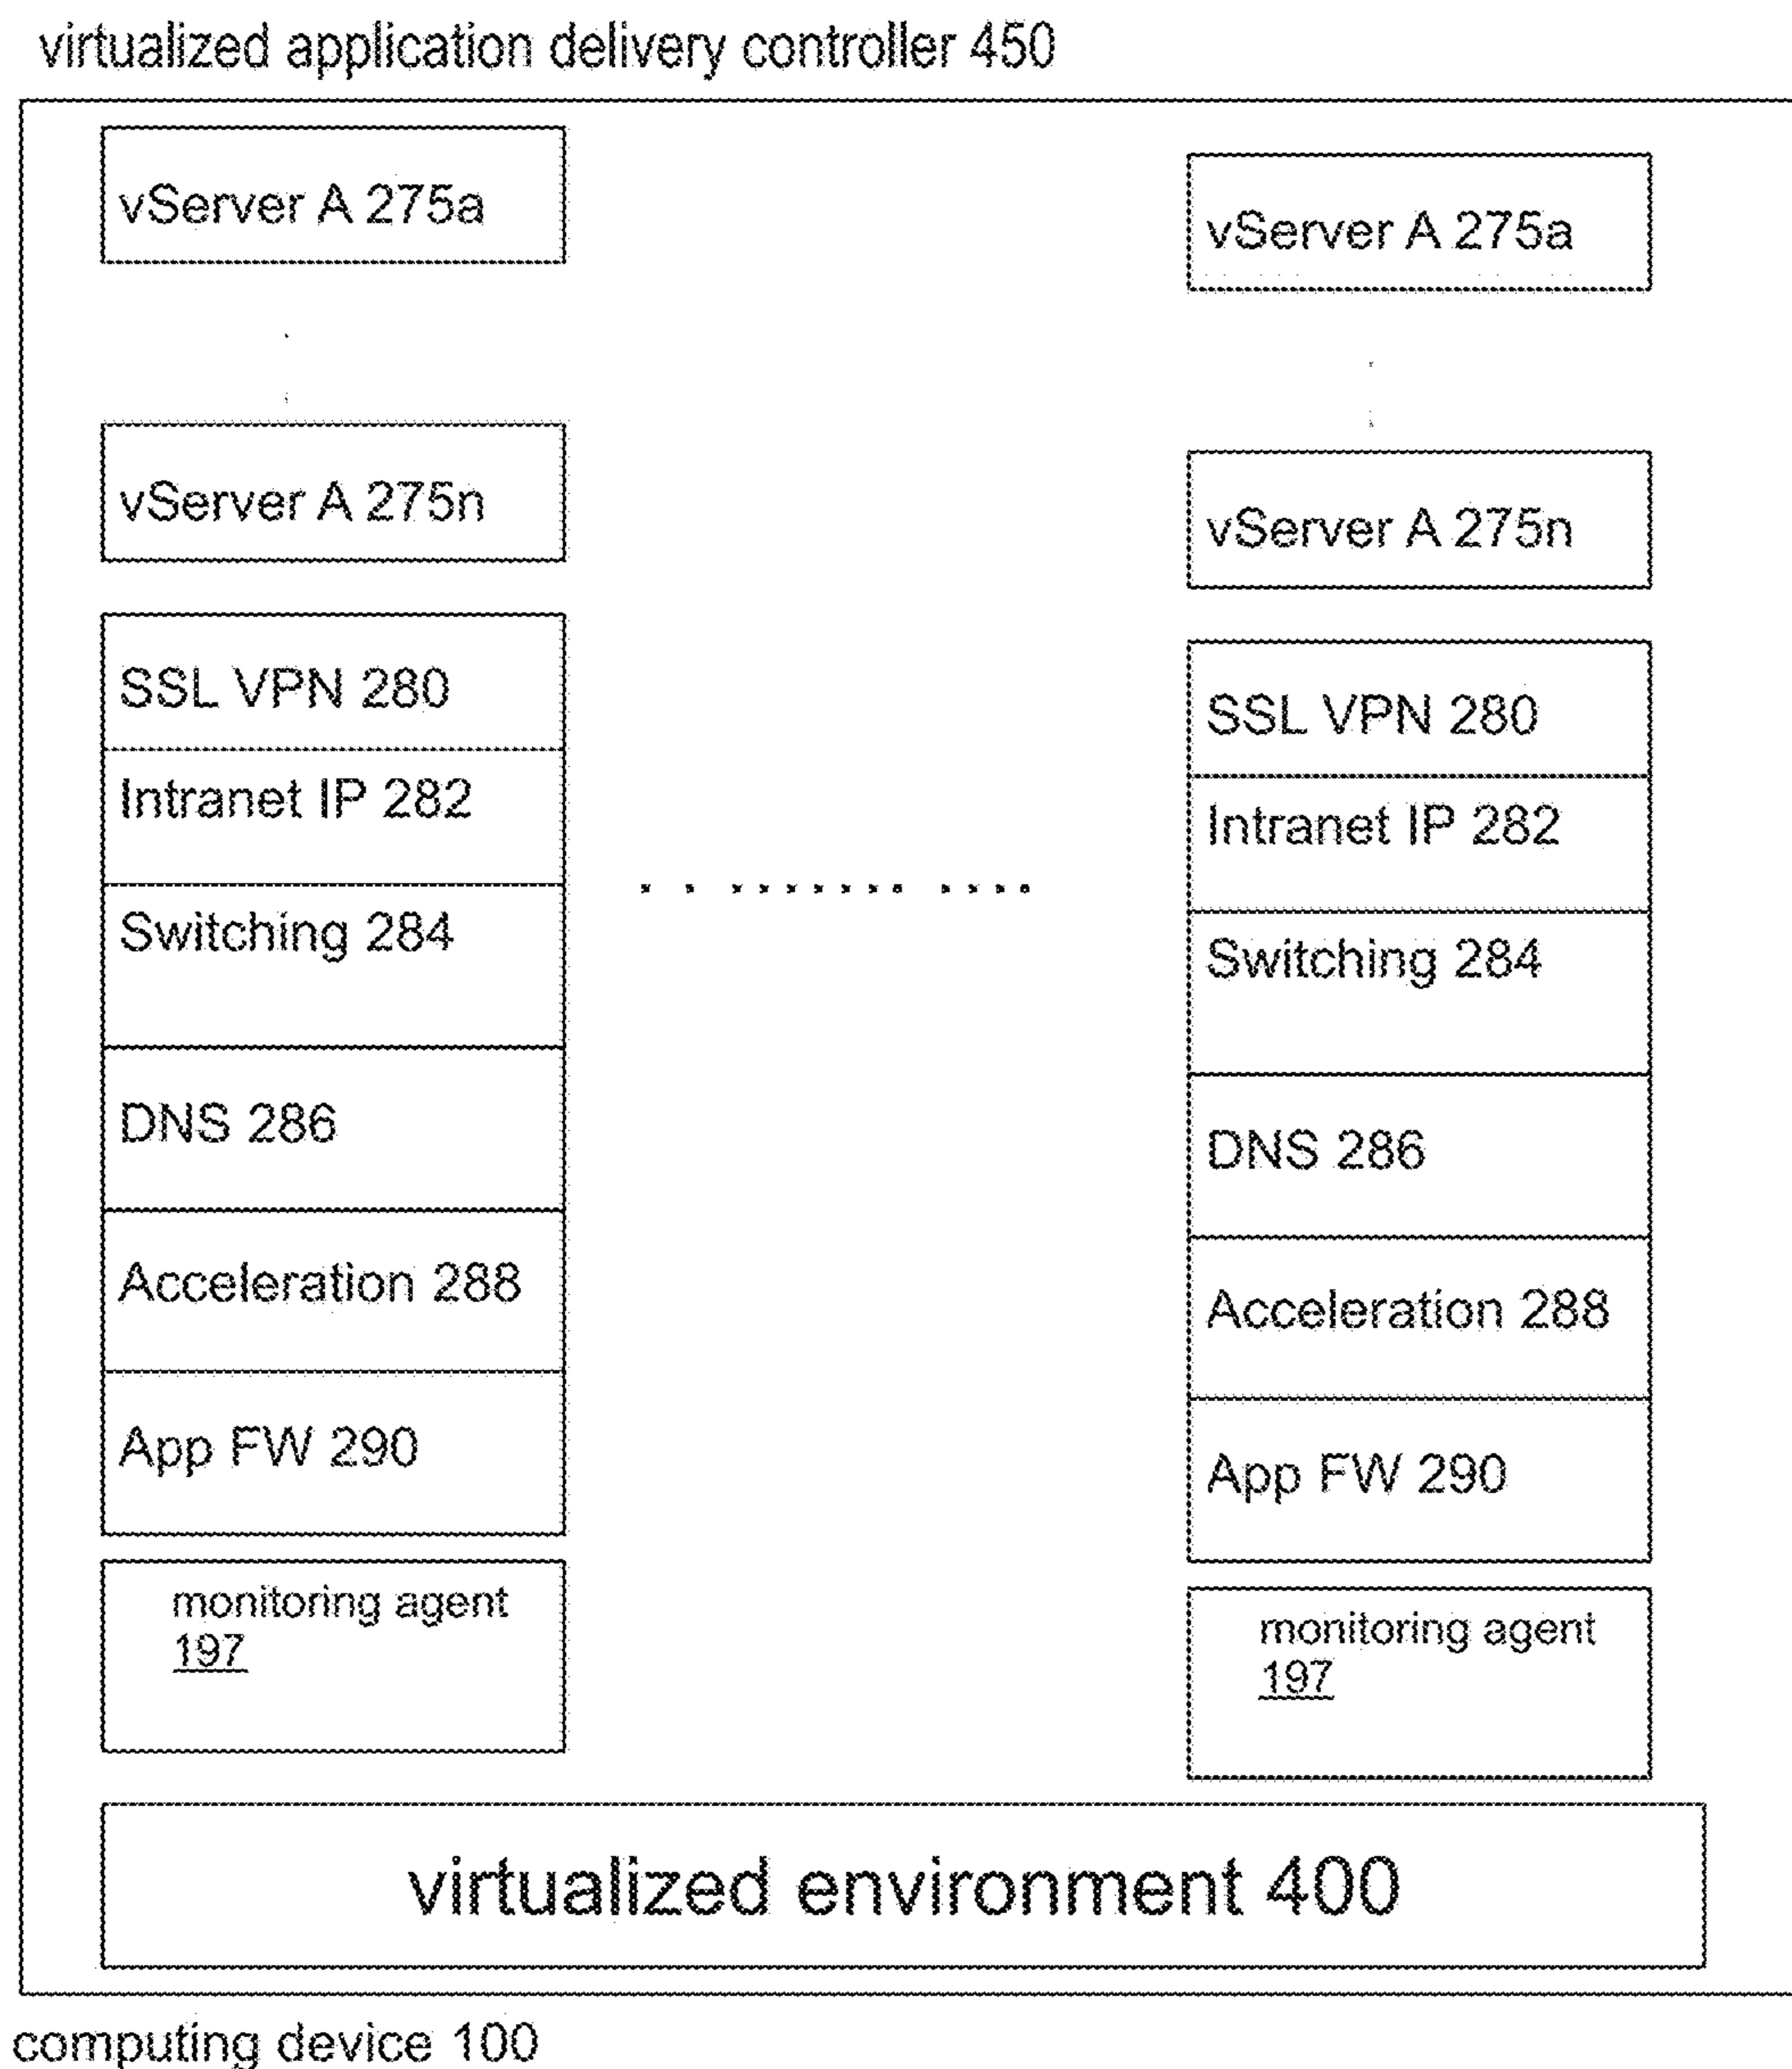 virtualized application delivery controller 450
vServer A 275a
vServer A 275n
SSL VPN 280
Intranet IP 282
Switching 284
DNS 286
Acceleration 288
App FW 290
monitoring agent
197
vServer A 275a
vServer A 275n
SSL VPN 280
Intranet IP 282
Switching 284
DNS 286
Acceleration 288
App FW 290
monitoring agent
197
virtualized environment 400
computing device 100